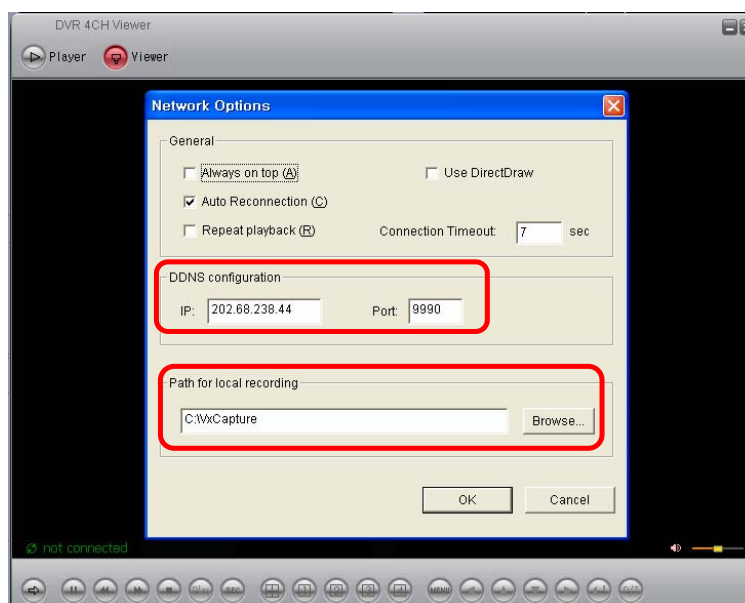 DVR 4CH Viewer
Player Viewer
Network Options
General
Always on top (A)
Use DirectDraw
Auto Reconnection (C)
Repeat playback (R)
Connection Timeout: 7 sec
DDNS configuration
IP: 202.68.238.44 Port: 9990
Path for local recording
C:\VxCapture
Browse...
OK Cancel
not connected
Play REC MENU P/T